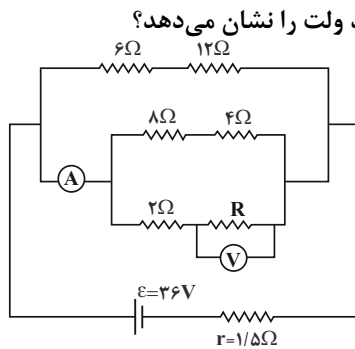 ولت را نشان می‌دهد؟
۶Ω ۱۲Ω
۸Ω ۴Ω
A
۲Ω R
V
ε=۳۶V
r=۱/۵Ω